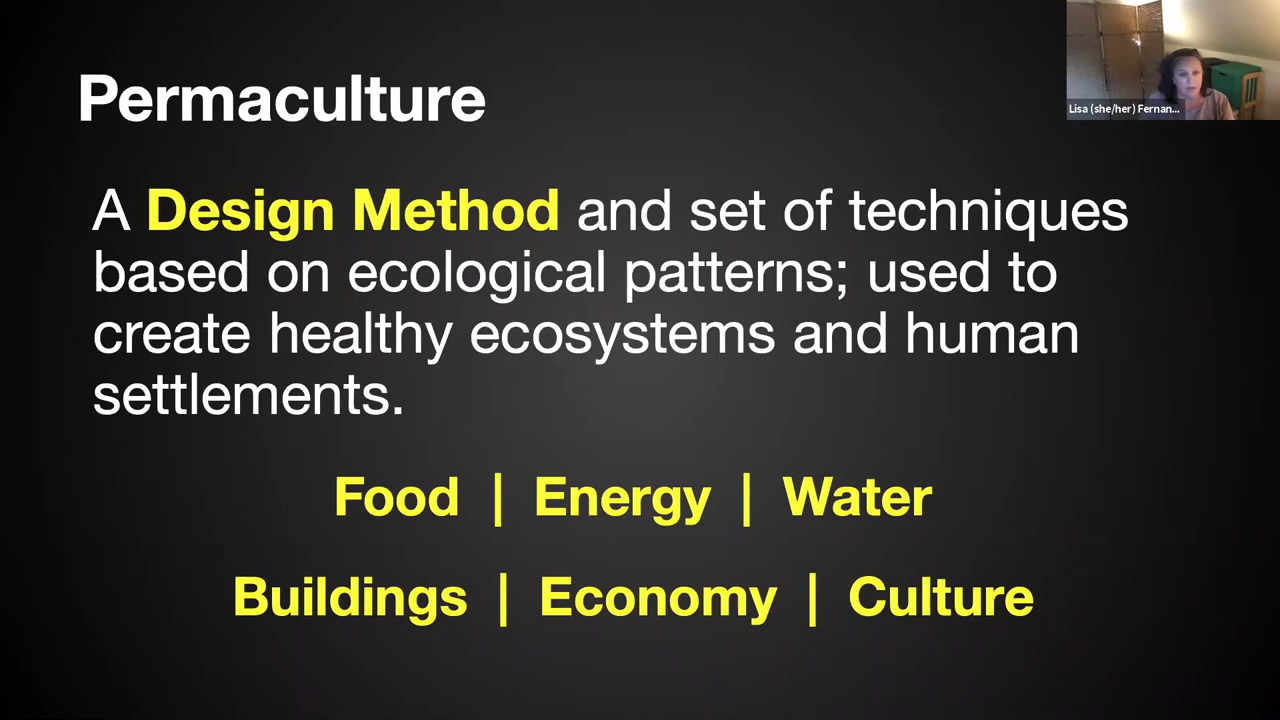 Lisa (she/her) Fernan...
Permaculture
A Design Method and set of techniques
based on ecological patterns; used to
create healthy ecosystems and human
settlements.
Food | Energy | Water
Buildings | Economy | Culture